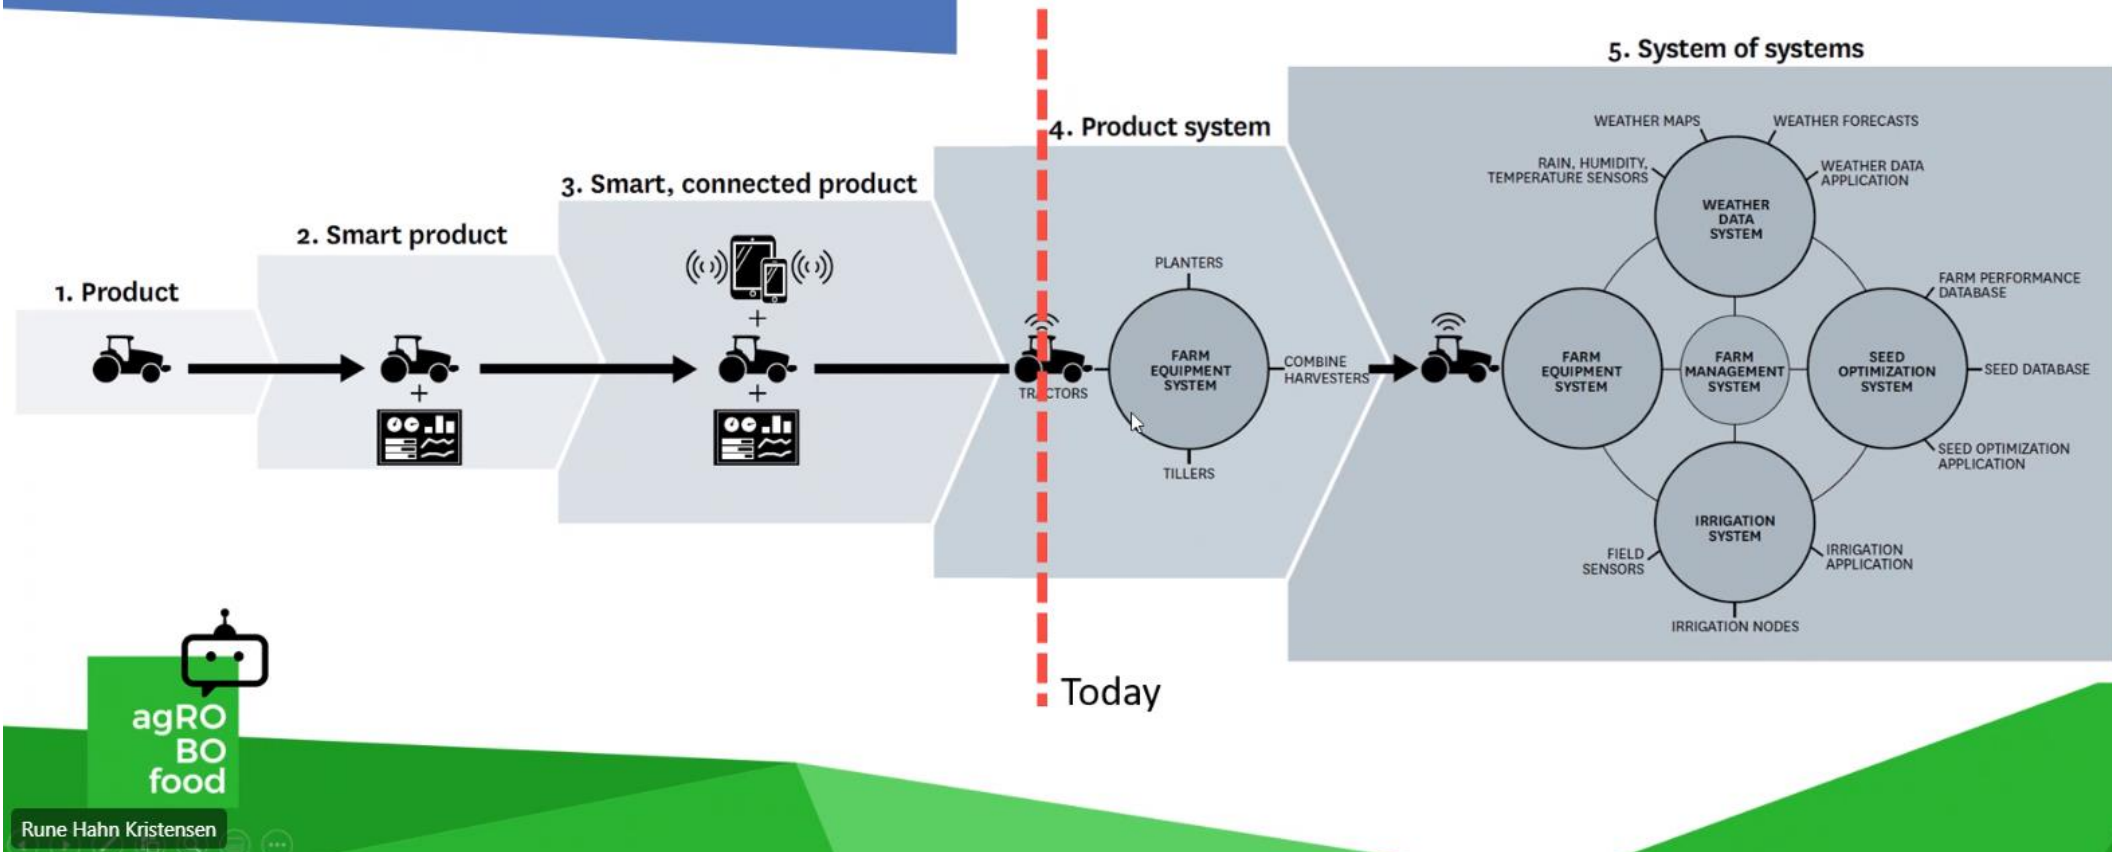 5. System of systems
4. Product system
3. Smart, connected product
2. Smart product
1. Product
PLANTERS
TRACTORS
FARM
EQUIPMENT
SYSTEM
COMBINE
HARVESTERS
TILLERS
WEATHER MAPS
WEATHER FORECASTS
RAIN, HUMIDITY,
TEMPERATURE SENSORS
WEATHER DATA
APPLICATION
WEATHER
DATA
SYSTEM
FARM PERFORMANCE
DATABASE
FARM
EQUIPMENT
SYSTEM
FARM
MANAGEMENT
SYSTEM
SEED
OPTIMIZATION
SYSTEM
SEED DATABASE
SEED OPTIMIZATION
APPLICATION
IRRIGATION
SYSTEM
FIELD
SENSORS
IRRIGATION
APPLICATION
IRRIGATION NODES
Today
agRO
BO
food
Rune Hahn Kristensen